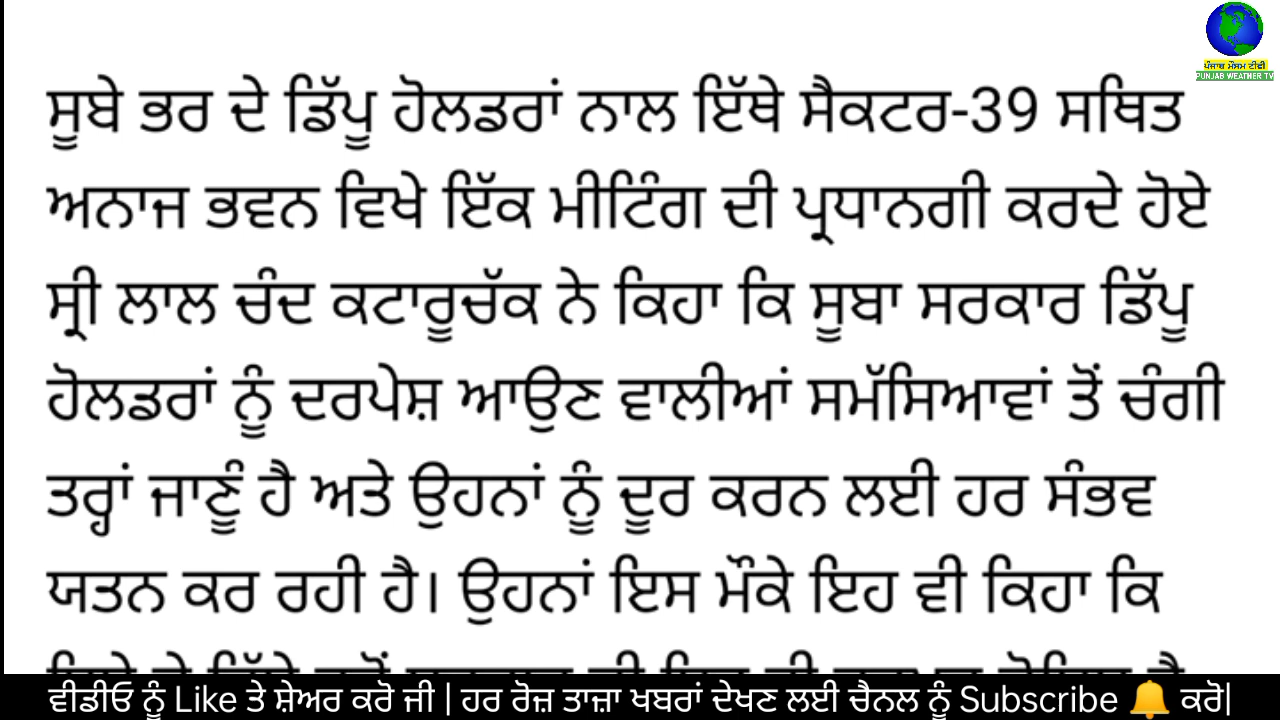 ਪੰਜਾਬ ਮੌਸਮ ਟੀਵੀ
PUNJAB WEATHER TV
ਸੂਬੇ ਭਰ ਦੇ ਡਿੱਪੂ ਹੋਲਡਰਾਂ ਨਾਲ ਇੱਥੇ ਸੈਕਟਰ-39 ਸਥਿਤ
ਅਨਾਜ ਭਵਨ ਵਿਖੇ ਇੱਕ ਮੀਟਿੰਗ ਦੀ ਪ੍ਰਧਾਨਗੀ ਕਰਦੇ ਹੋਏ
ਸ੍ਰੀ ਲਾਲ ਚੰਦ ਕਟਾਰੂਚੱਕ ਨੇ ਕਿਹਾ ਕਿ ਸੂਬਾ ਸਰਕਾਰ ਡਿੱਪੂ
ਹੋਲਡਰਾਂ ਨੂੰ ਦਰਪੇਸ਼ ਆਉਣ ਵਾਲੀਆਂ ਸਮੱਸਿਆਵਾਂ ਤੋਂ ਚੰਗੀ
ਤਰ੍ਹਾਂ ਜਾਣੂੰ ਹੈ ਅਤੇ ਉਹਨਾਂ ਨੂੰ ਦੂਰ ਕਰਨ ਲਈ ਹਰ ਸੰਭਵ
ਯਤਨ ਕਰ ਰਹੀ ਹੈ। ਉਹਨਾਂ ਇਸ ਮੌਕੇ ਇਹ ਵੀ ਕਿਹਾ ਕਿ
ਵੀਡੀਓ ਨੂੰ Like ਤੇ ਸ਼ੇਅਰ ਕਰੋ ਜੀ | ਹਰ ਰੋਜ਼ ਤਾਜ਼ਾ ਖਬਰਾਂ ਦੇਖਣ ਲਈ ਚੈਨਲ ਨੂੰ Subscribe 🔔 ਕਰੋ|